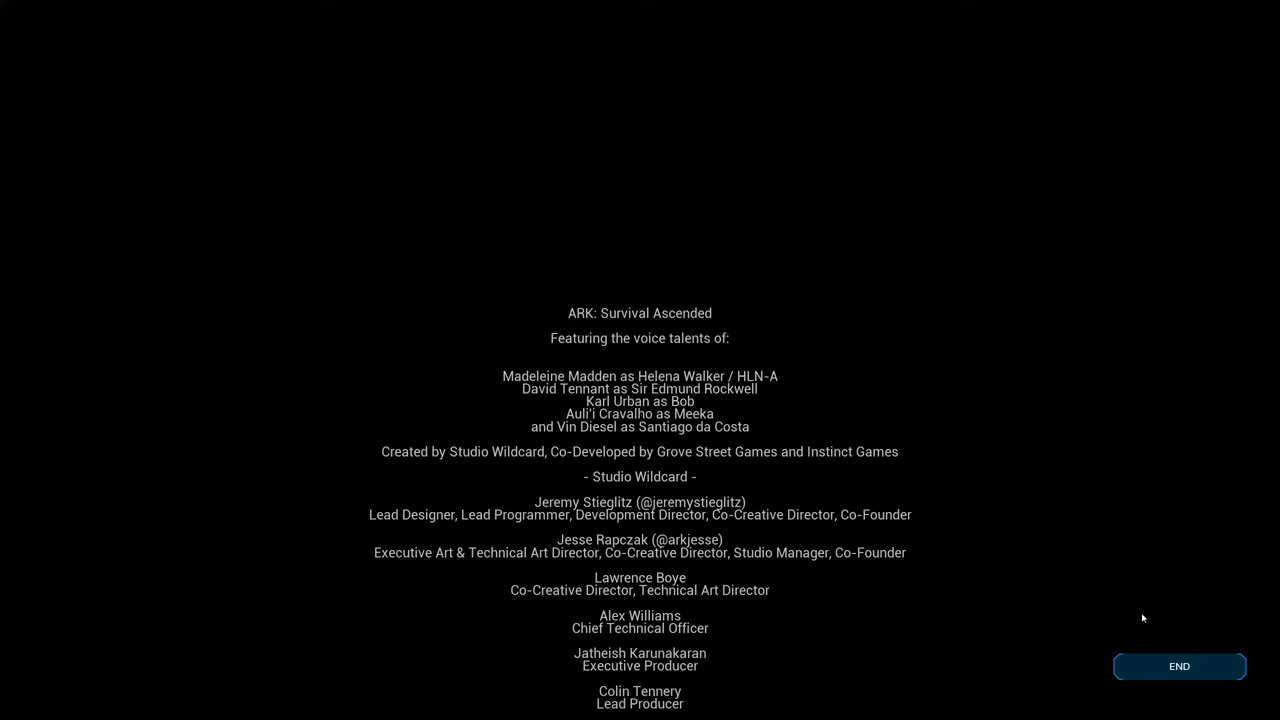 ARK: Survival Ascended
Featuring the voice talents of:
Madeleine Madden as Helena Walker / HLN-A
David Tennant as Sir Edmund Rockwell
Karl Urban as Bob
Auli'i Cravalho as Meeka
and Vin Diesel as Santiago da Costa
Created by Studio Wildcard, Co-Developed by Grove Street Games and Instinct Games
- Studio Wildcard -
Jeremy Stieglitz (@jeremystieglitz)
Lead Designer, Lead Programmer, Development Director, Co-Creative Director, Co-Founder
Jesse Rapczak (@arkjesse)
Executive Art & Technical Art Director, Co-Creative Director, Studio Manager, Co-Founder
Lawrence Boye
Co-Creative Director, Technical Art Director
Alex Williams
Chief Technical Officer
Jatheish Karunakaran
Executive Producer
Colin Tennery
Lead Producer
END